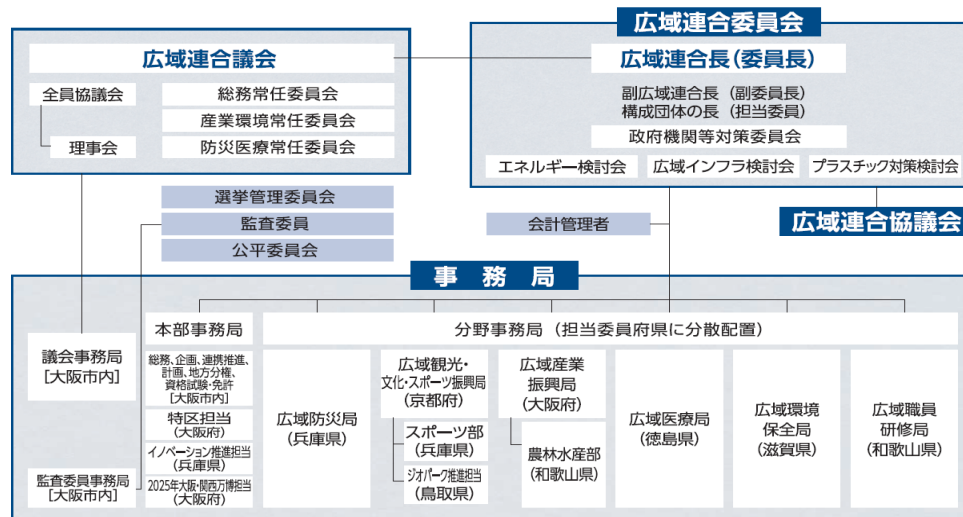 広域連合議会
全員協議会
理事会
総務常任委員会
産業環境常任委員会
防災医療常任委員会
広域連合委員会
広域連合長（委員長）
副広域連合長（副委員長）
構成団体の長（担当委員）
政府機関等対策委員会
エネルギー検討会
広域インフラ検討会
プラスチック対策検討会
広域連合協議会
選挙管理委員会
監査委員
公平委員会
会計管理者
事務局
議会事務局
［大阪市内］
監査委員事務局
［大阪市内］
本部事務局
総務、企画、連携推進、
計画、地方分権、
資格試験・免許
［大阪市内］
特区担当
（大阪府）
イノベーション推進担当
（兵庫県）
2025年大阪・関西万博担当
（大阪府）
分野事務局（担当委員府県に分散配置）
広域防災局
（兵庫県）
広域観光・
文化・スポーツ振興局
（京都府）
スポーツ部
（兵庫県）
ジオパーク推進担当
（鳥取県）
広域産業
振興局
（大阪府）
農林水産部
（和歌山県）
広域医療局
（徳島県）
広域環境
保全局
（滋賀県）
広域職員
研修局
（和歌山県）